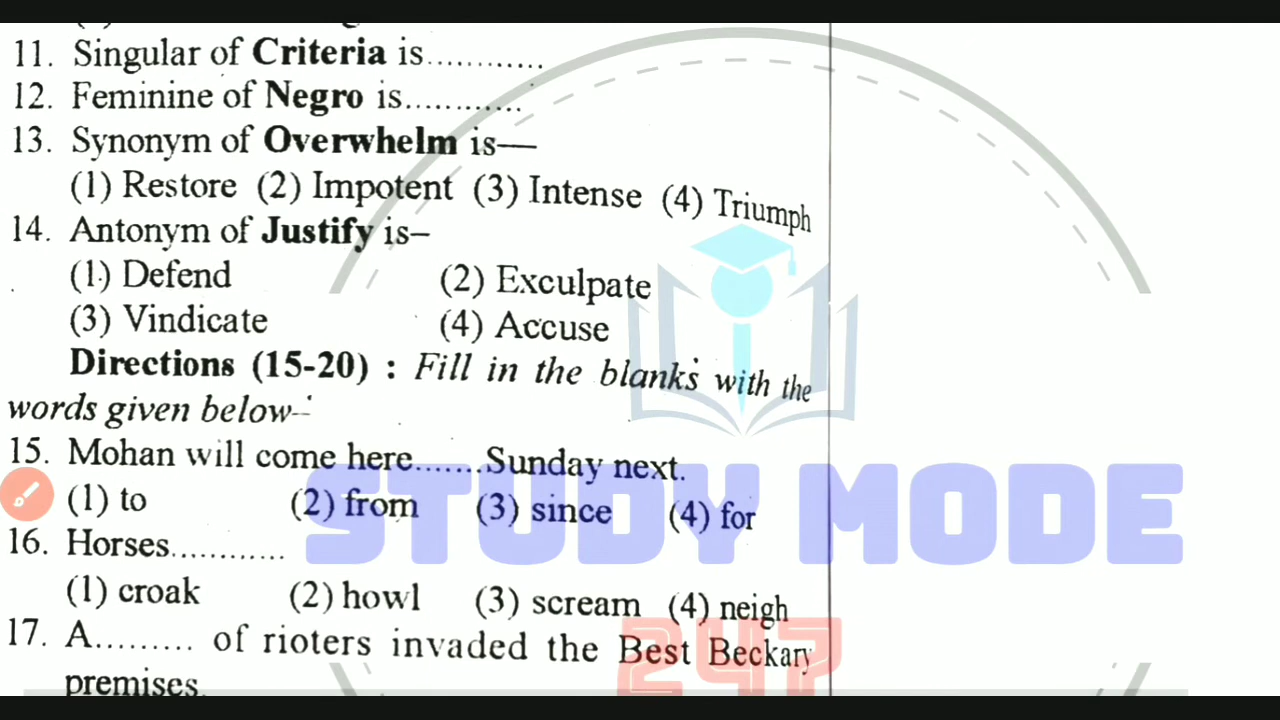 11. Singular of Criteria is............
12. Feminine of Negro is............
13. Synonym of Overwhelm is—
(1) Restore (2) Impotent (3) Intense (4) Triumph
14. Antonym of Justify is–
(1) Defend (2) Exculpate
(3) Vindicate (4) Accuse
Directions (15-20) : Fill in the blanks with the
words given below–
15. Mohan will come here.......Sunday next.
(1) to (2) from (3) since (4) for
16. Horses............
(1) croak (2) howl (3) scream (4) neigh
17. A......... of rioters invaded the Best Beckary
premises.
STUDY MODE
247